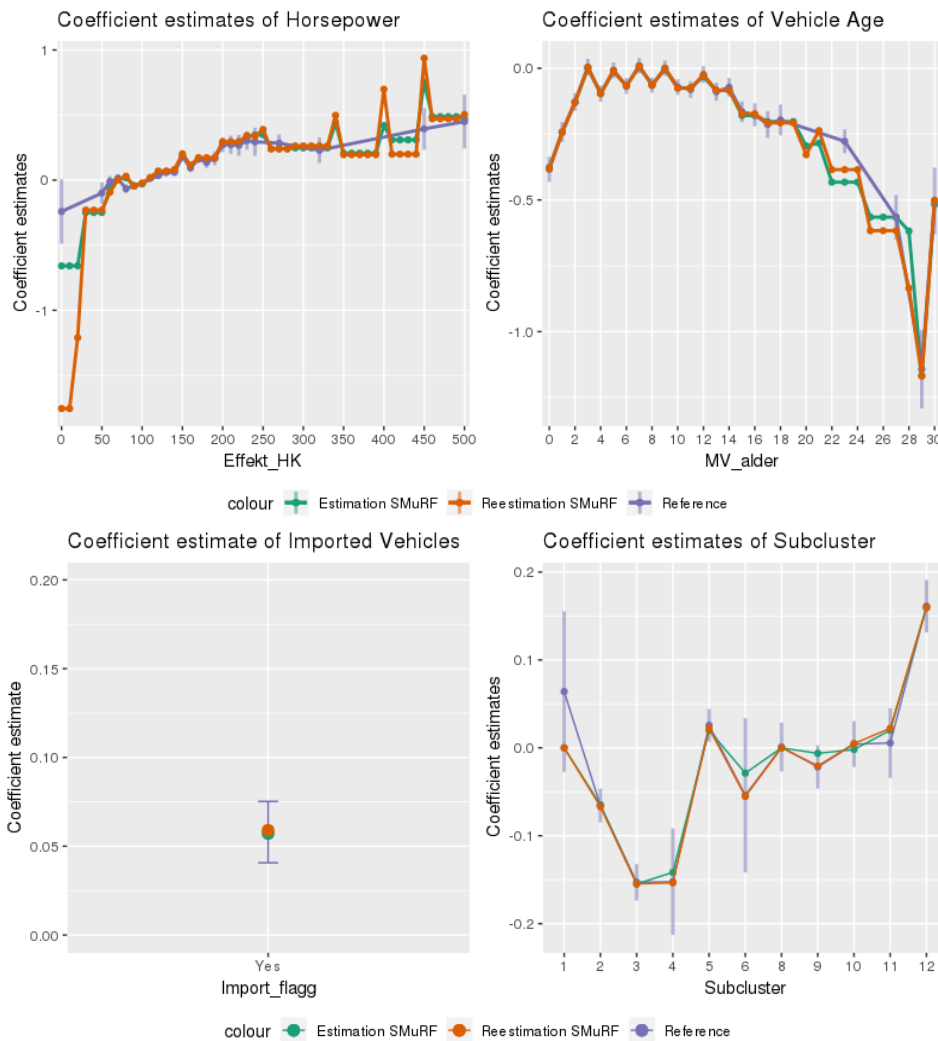 Coefficient estimates of Horsepower
Coefficient estimates
1
0
-1
0 50 100 150 200 250 300 350 400 450 500
Effekt_HK
Coefficient estimates of Vehicle Age
Coefficient estimates
0.0
-0.5
-1.0
0 2 4 6 8 10 12 14 16 18 20 22 24 26 28 30
MV_alder
colour Estimation SMuRF Reestimation SMuRF Reference
Coefficient estimate of Imported Vehicles
Coefficient estimate
0.20
0.15
0.10
0.05
0.00
Yes
Import_flagg
Coefficient estimates of Subcluster
Coefficient estimates
0.2
0.1
0.0
-0.1
-0.2
1 2 3 4 5 6 8 9 10 11 12
Subcluster
colour Estimation SMuRF Reestimation SMuRF Reference